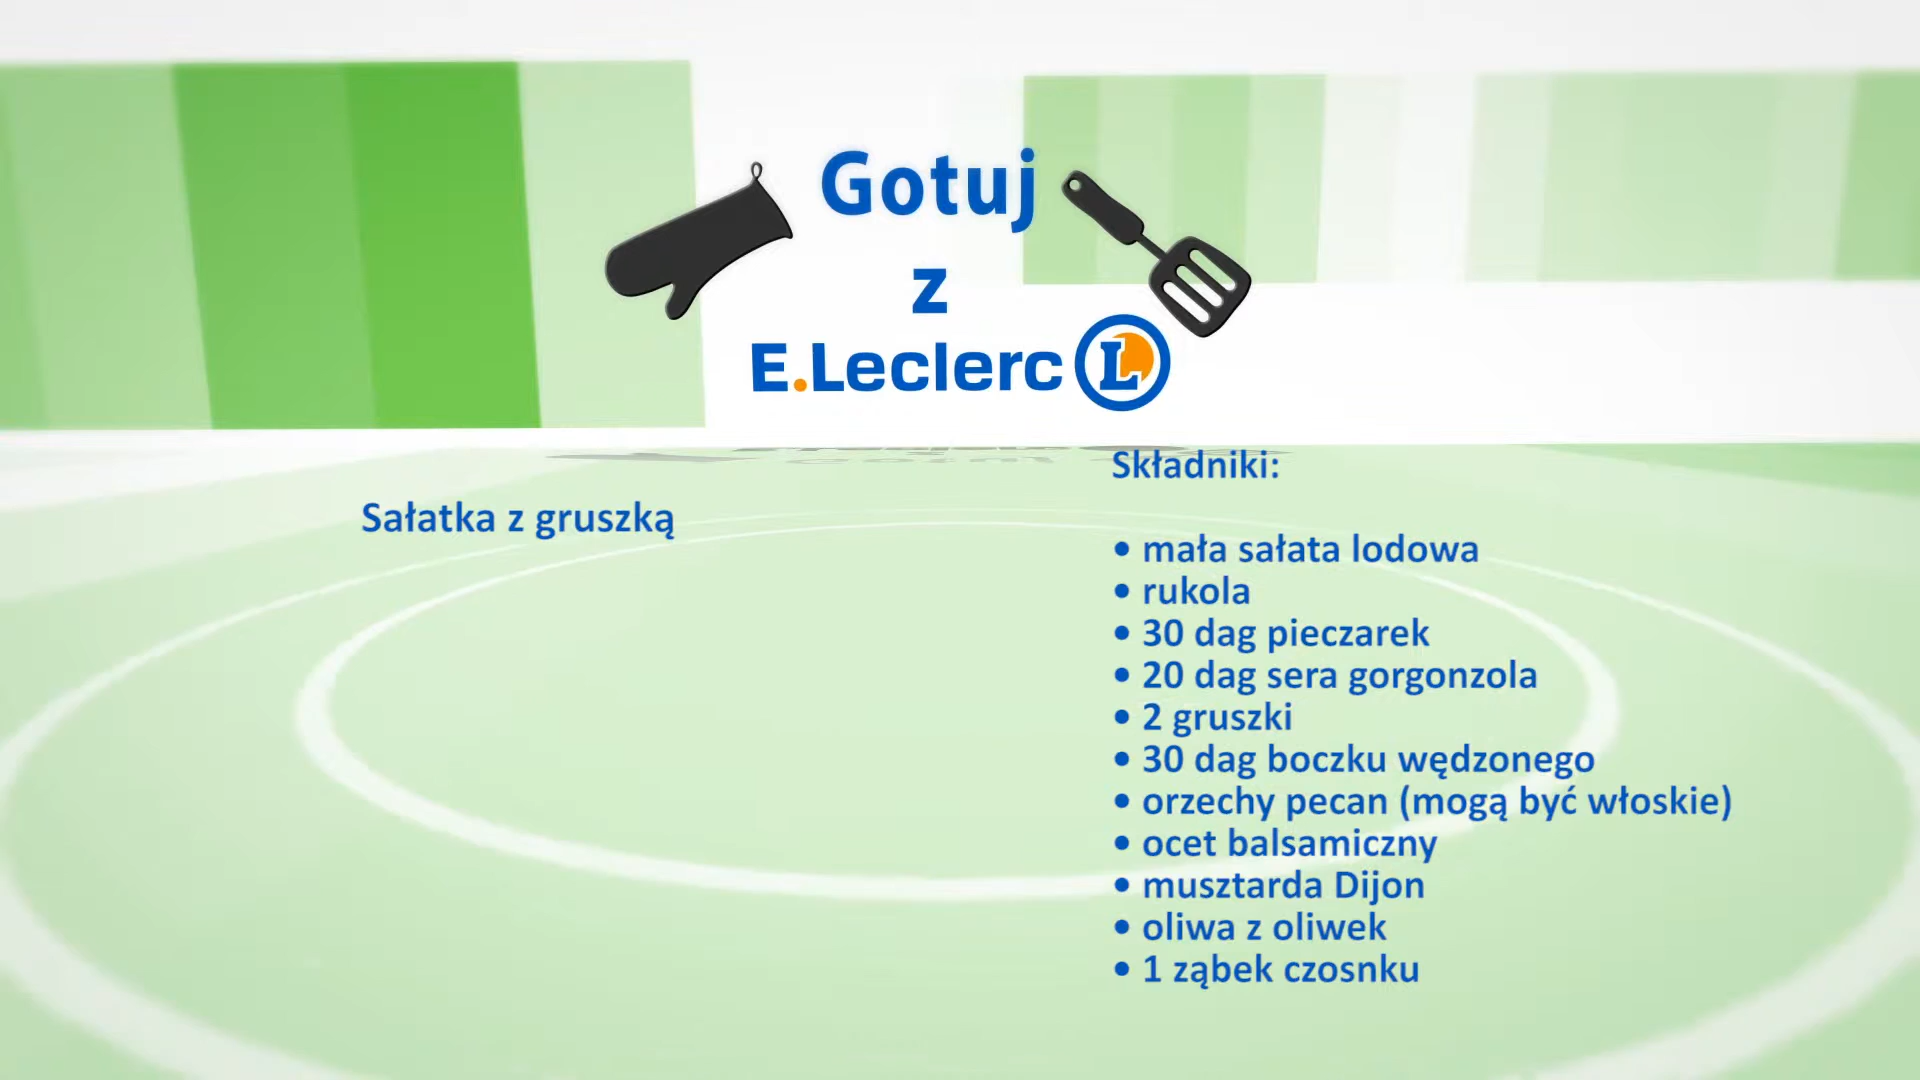 Gotuj
z
E.Leclerc L
Sałatka z gruszką
Składniki:
• mała sałata lodowa
• rukola
• 30 dag pieczarek
• 20 dag sera gorgonzola
• 2 gruszki
• 30 dag boczku wędzonego
• orzechy pecan (mogą być włoskie)
• ocet balsamiczny
• musztarda Dijon
• oliwa z oliwek
• 1 ząbek czosnku